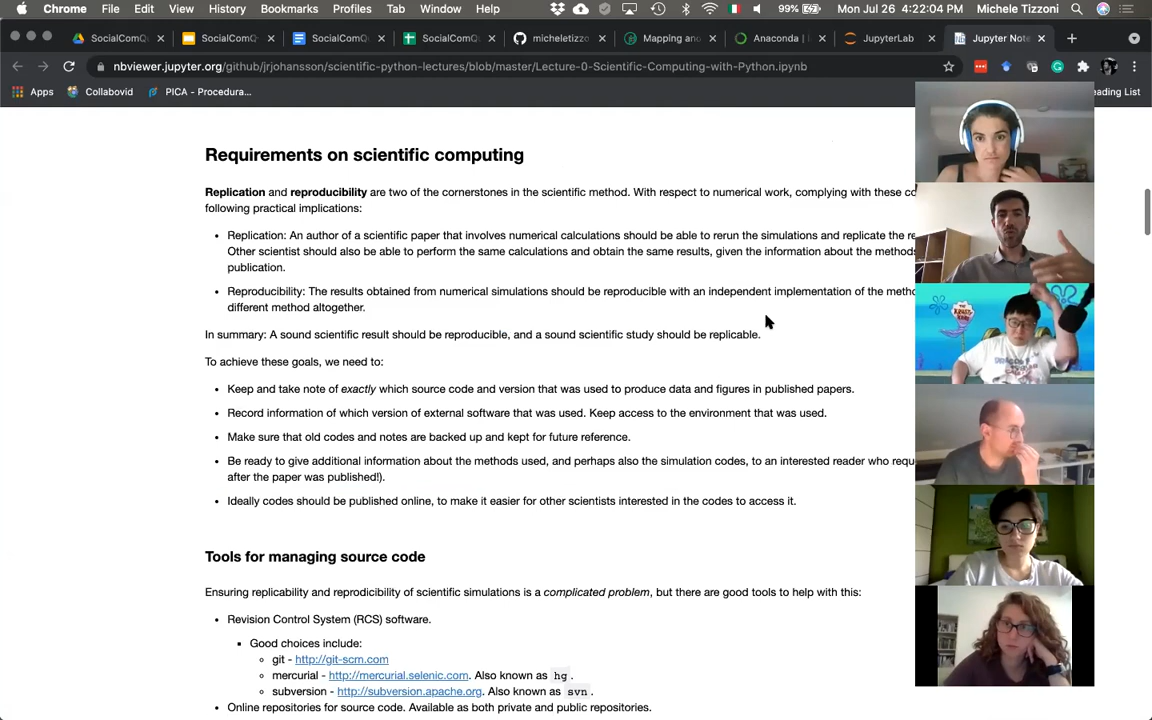 Chrome File Edit View History Bookmarks Profiles Tab Window Help 99% Mon Jul 26 4:22:04 PM Michele Tizzoni
SocialComQ SocialComQ SocialComQ SocialComQ micheletizzo Mapping and Anaconda | JupyterLab Jupyter Note
nbviewer.jupyter.org/github/jrjohansson/scientific-python-lectures/blob/master/Lecture-0-Scientific-Computing-with-Python.ipynb
Apps Collabovid PICA - Procedura... eading List
Requirements on scientific computing
Replication and reproducibility are two of the cornerstones in the scientific method. With respect to numerical work, complying with these co
following practical implications:
• Replication: An author of a scientific paper that involves numerical calculations should be able to rerun the simulations and replicate the re
Other scientist should also be able to perform the same calculations and obtain the same results, given the information about the methods
publication.
• Reproducibility: The results obtained from numerical simulations should be reproducible with an independent implementation of the metho
different method altogether.
In summary: A sound scientific result should be reproducible, and a sound scientific study should be replicable.
To achieve these goals, we need to:
• Keep and take note of exactly which source code and version that was used to produce data and figures in published papers.
• Record information of which version of external software that was used. Keep access to the environment that was used.
• Make sure that old codes and notes are backed up and kept for future reference.
• Be ready to give additional information about the methods used, and perhaps also the simulation codes, to an interested reader who requ
after the paper was published!).
• Ideally codes should be published online, to make it easier for other scientists interested in the codes to access it.
Tools for managing source code
Ensuring replicability and reprodicibility of scientific simulations is a complicated problem, but there are good tools to help with this:
• Revision Control System (RCS) software.
• Good choices include:
git - http://git-scm.com
mercurial - http://mercurial.selenic.com. Also known as hg.
subversion - http://subversion.apache.org. Also known as svn.
• Online repositories for source code. Available as both private and public repositories.